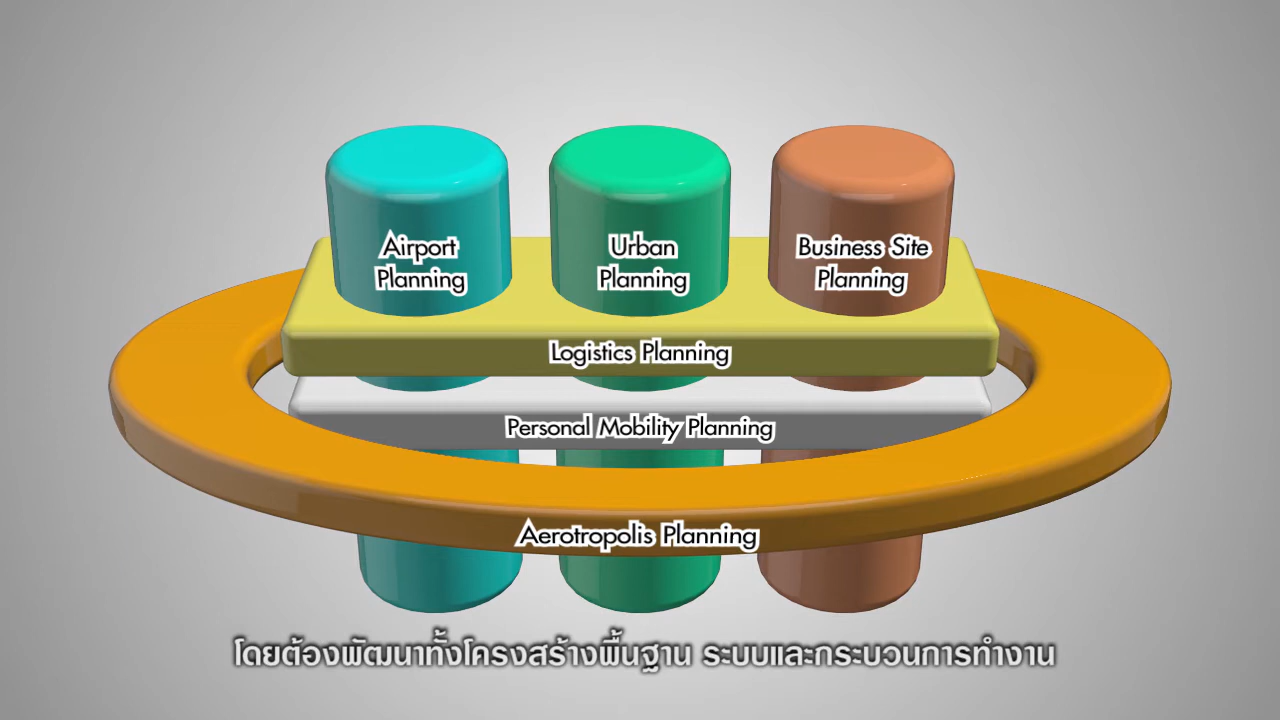 Airport
Planning
Urban
Planning
Business Site
Planning
Logistics Planning
Personal Mobility Planning
Aerotropolis Planning
โดยต้องพัฒนาทั้งโครงสร้างพื้นฐาน ระบบและกระบวนการทำงาน